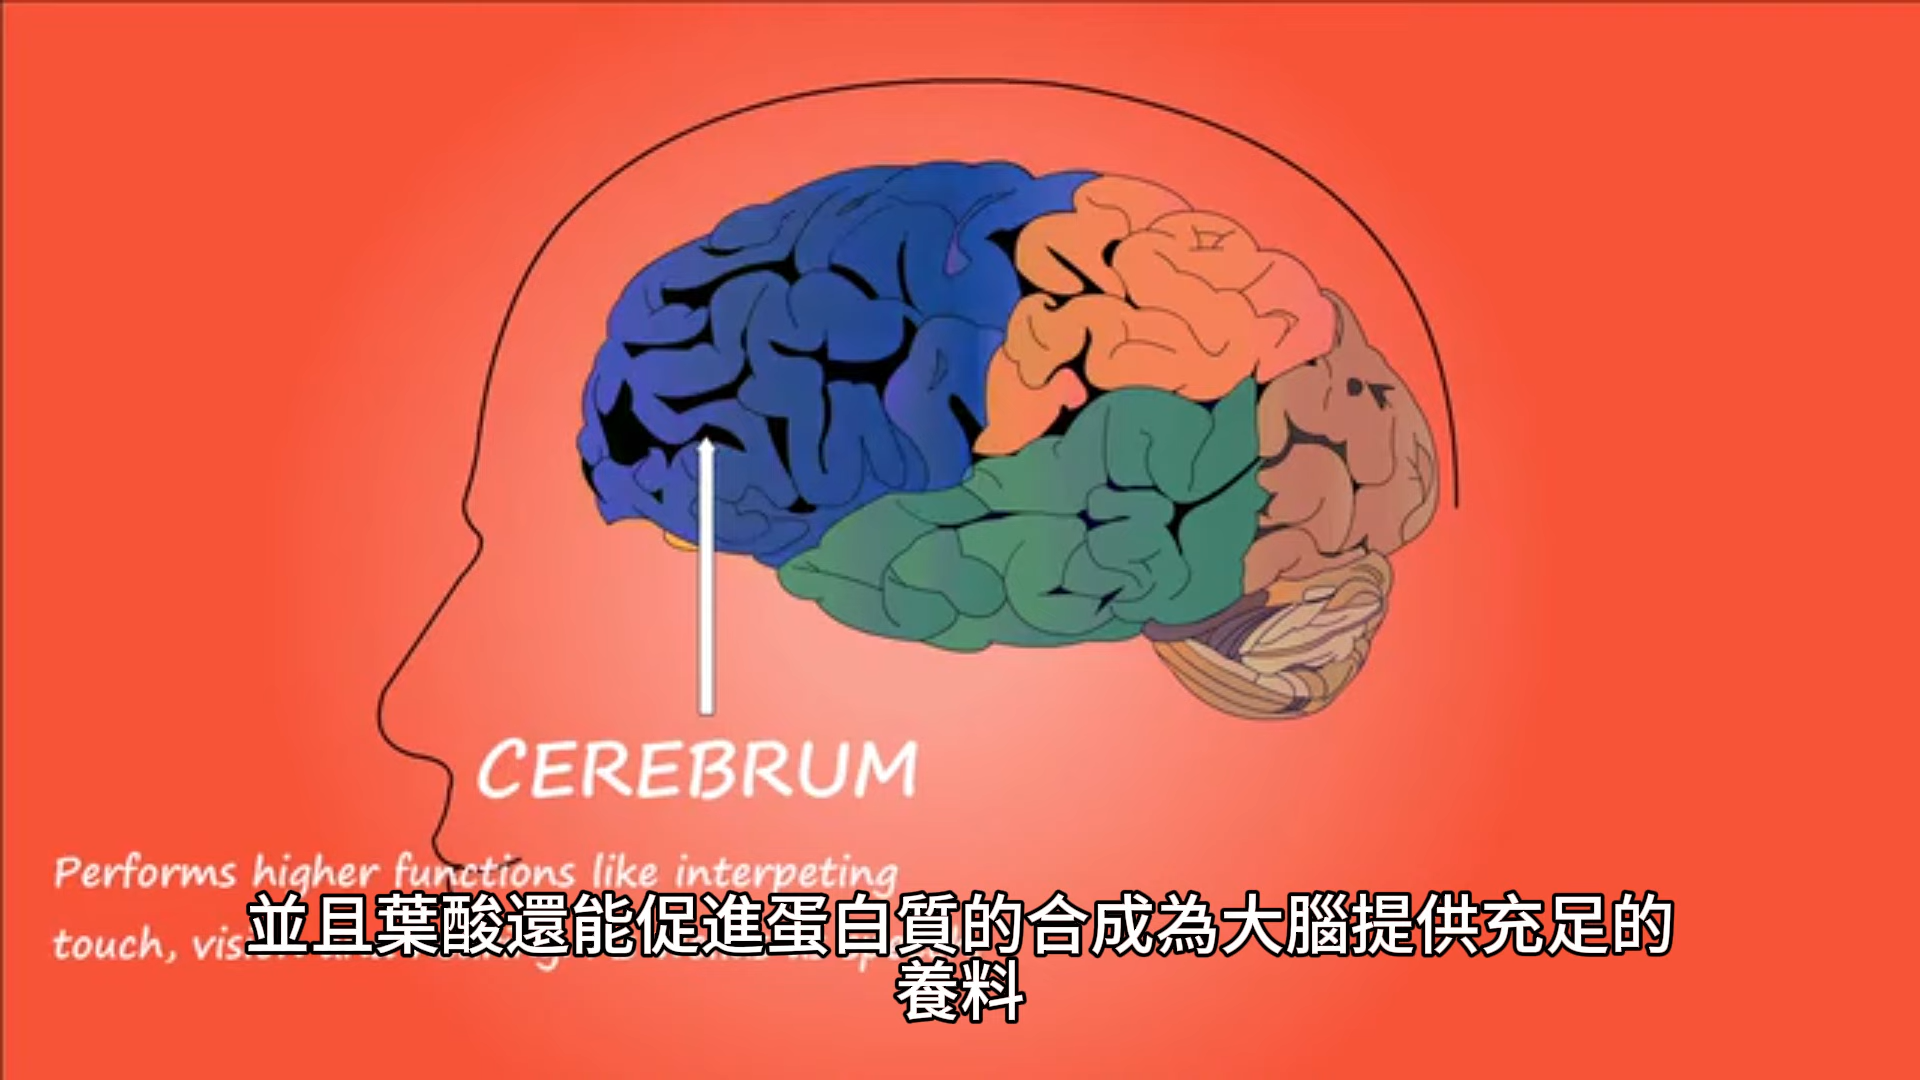 CEREBRUM
Performs higher functions like interpeting
touch,
並且葉酸還能促進蛋白質的合成為大腦提供充足的
養料